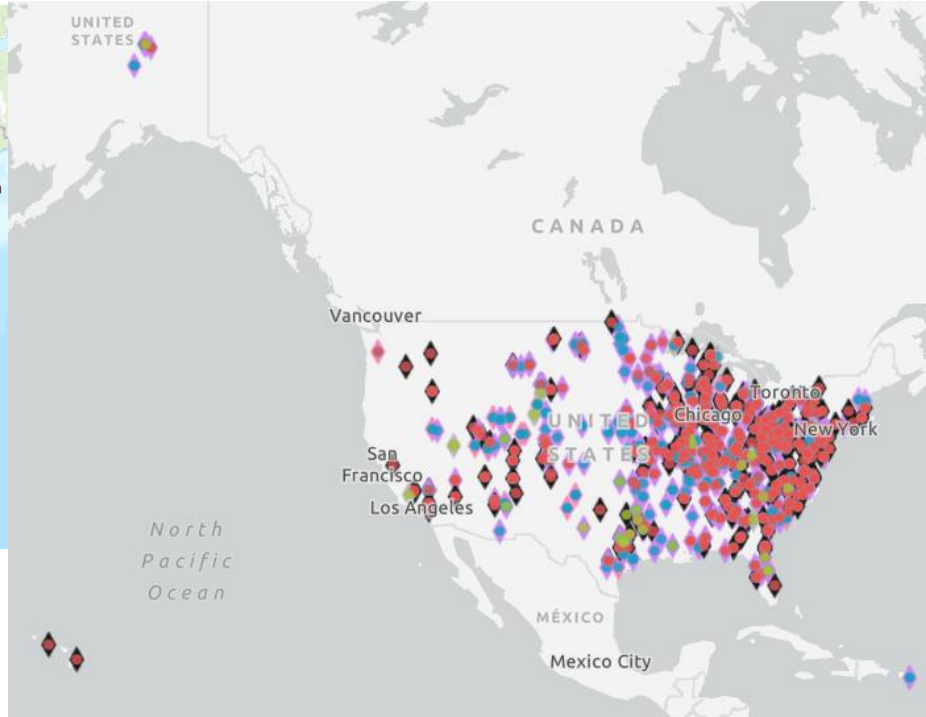 UNITED
STATES
CANADA
Vancouver
Toronto
Chicago
UNITED
New York
STATES
San
Francisco
Los Angeles
North
Pacific
Ocean
MÉXICO
Mexico City